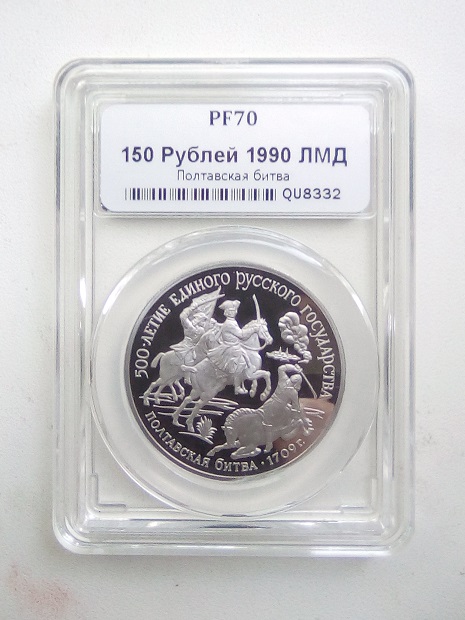 PF70
150 Рублей 1990 ЛМД
Полтавская битва
QU8332
500-ЛЕТИЕ ЕДИНОГО РУССКОГО ГОСУДАРСТВА
ПОЛТАВСКАЯ БИТВА · 1709 г.